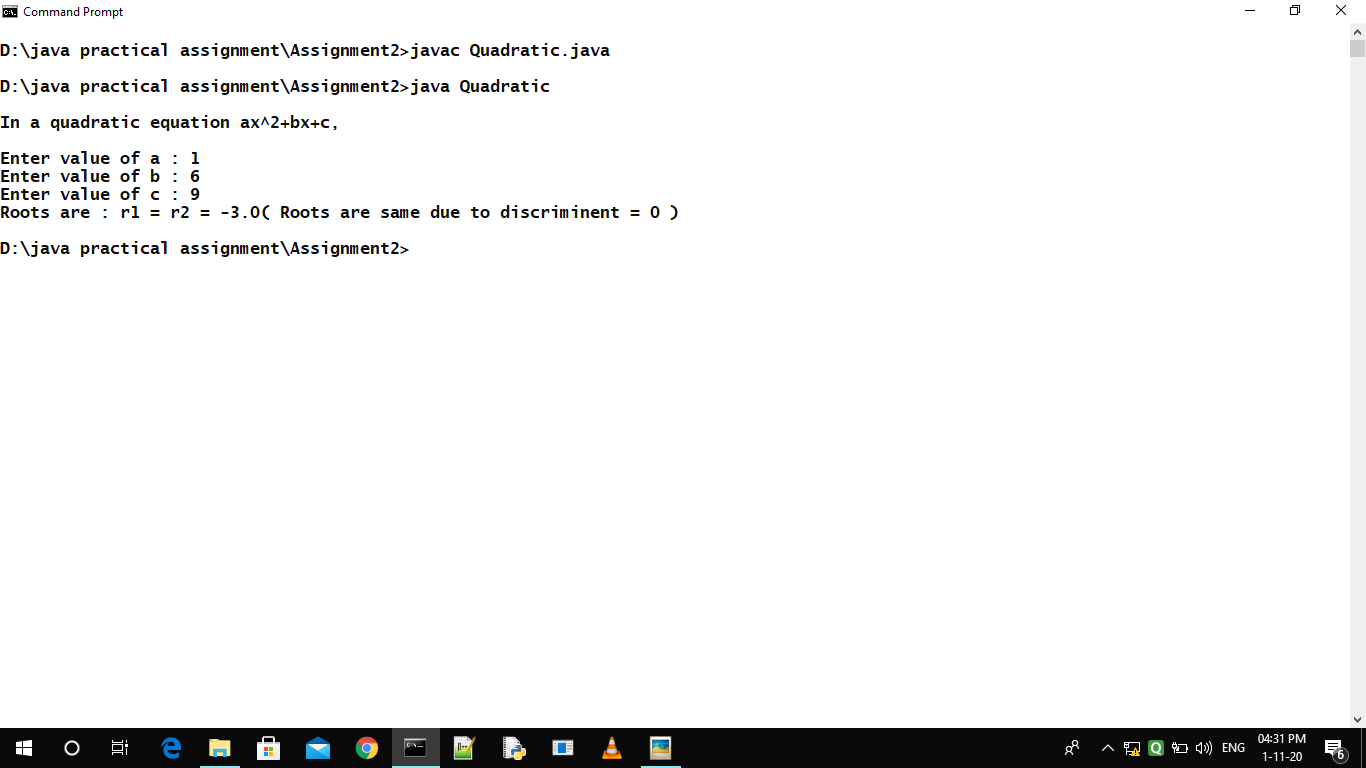 Command Prompt
D:\java practical assignment\Assignment2>javac Quadratic.java
D:\java practical assignment\Assignment2>java Quadratic
In a quadratic equation ax^2+bx+c,
Enter value of a : 1
Enter value of b : 6
Enter value of c : 9
Roots are : r1 = r2 = -3.0( Roots are same due to discriminent = 0 )
D:\java practical assignment\Assignment2>
ENG
04:31 PM
1-11-20
6